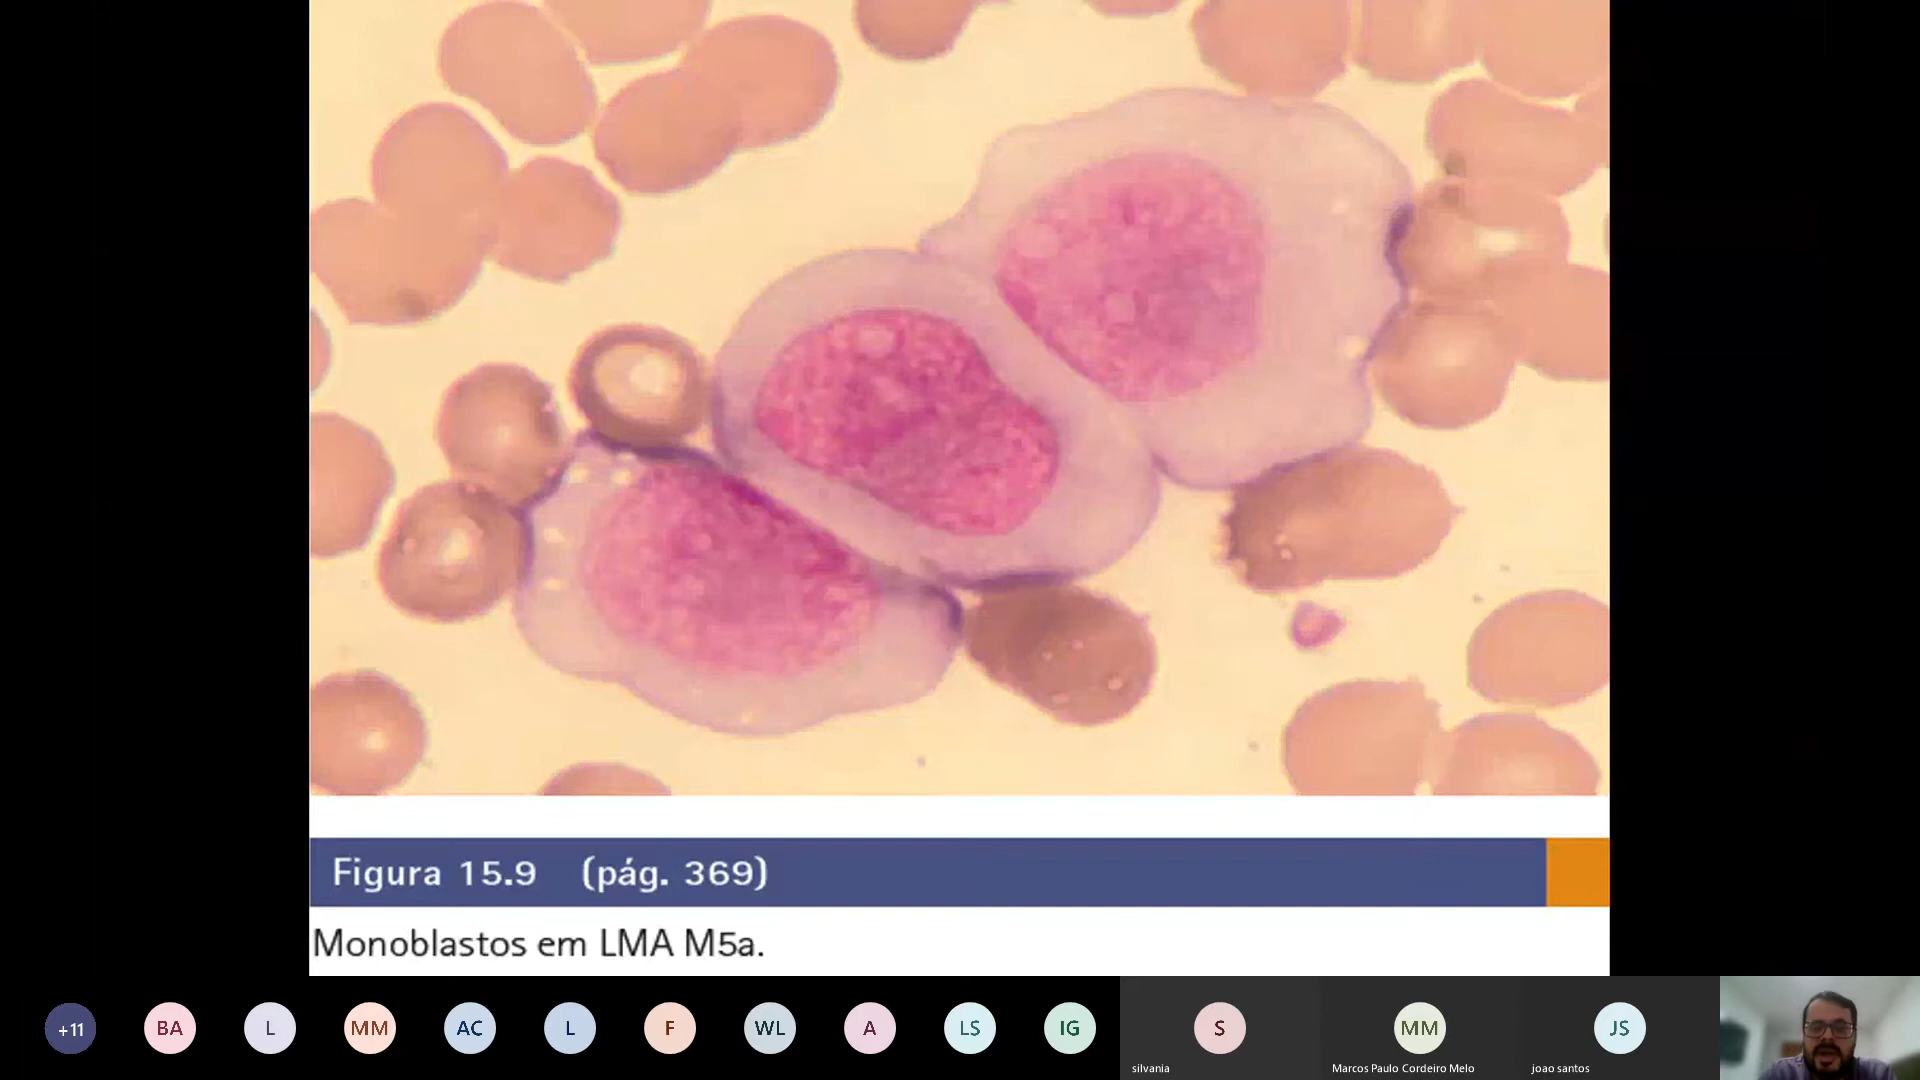 Figura 15.9 (pág. 369)
Monoblastos em LMA M5a.
+11 BA L MM AC L F WL A LS IG S MM JS
silvania Marcos Paulo Cordeiro Melo joao santos